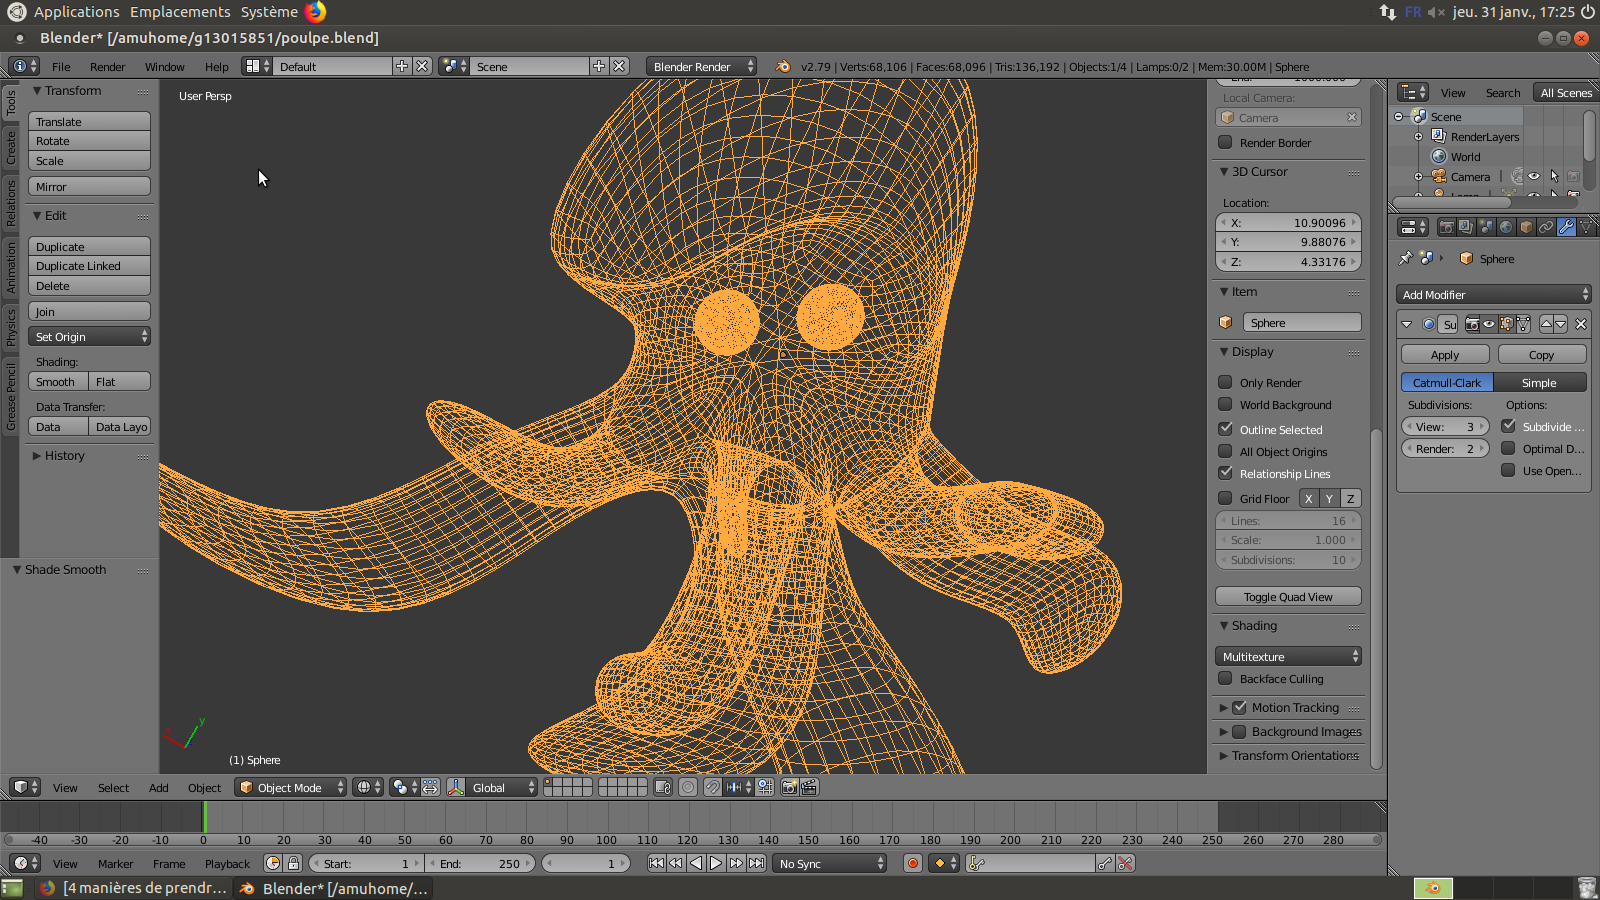 Applications Emplacements Système FR jeu. 31 janv., 17:25
Blender* [/amuhome/g13015851/poulpe.blend]
File Render Window Help Default Scene Blender Render v2.79 | Verts:68,106 | Faces:68,096 | Tris:136,192 | Objects:1/4 | Lamps:0/2 | Mem:30.00M | Sphere
Tools
Create
Relations
Animation
Physics
Grease Pencil
Transform
Translate
Rotate
Scale
Mirror
Edit
Duplicate
Duplicate Linked
Delete
Join
Set Origin
Shading:
Smooth Flat
Data Transfer:
Data Data Layo
History
Shade Smooth
User Persp
(1) Sphere
Local Camera:
Camera
Render Border
3D Cursor
Location:
X: 10.90096
Y: 9.88076
Z: 4.33176
Item
Sphere
Display
Only Render
World Background
Outline Selected
All Object Origins
Relationship Lines
Grid Floor X Y Z
Lines: 16
Scale: 1.000
Subdivisions: 10
Toggle Quad View
Shading
Multitexture
Backface Culling
Motion Tracking
Background Images
Transform Orientations
View Search All Scenes
Scene
RenderLayers
World
Camera
Sphere
Add Modifier
Su
Apply Copy
Catmull-Clark Simple
Subdivisions: Options:
View: 3 Subdivide ...
Render: 2 Optimal D...
Use Open...
View Select Add Object Object Mode Global
-40 -30 -20 -10 0 10 20 30 40 50 60 70 80 90 100 110 120 130 140 150 160 170 180 190 200 210 220 230 240 250 260 270 280
View Marker Frame Playback Start: 1 End: 250 1 No Sync
[4 manières de prendr... Blender* [/amuhome/...